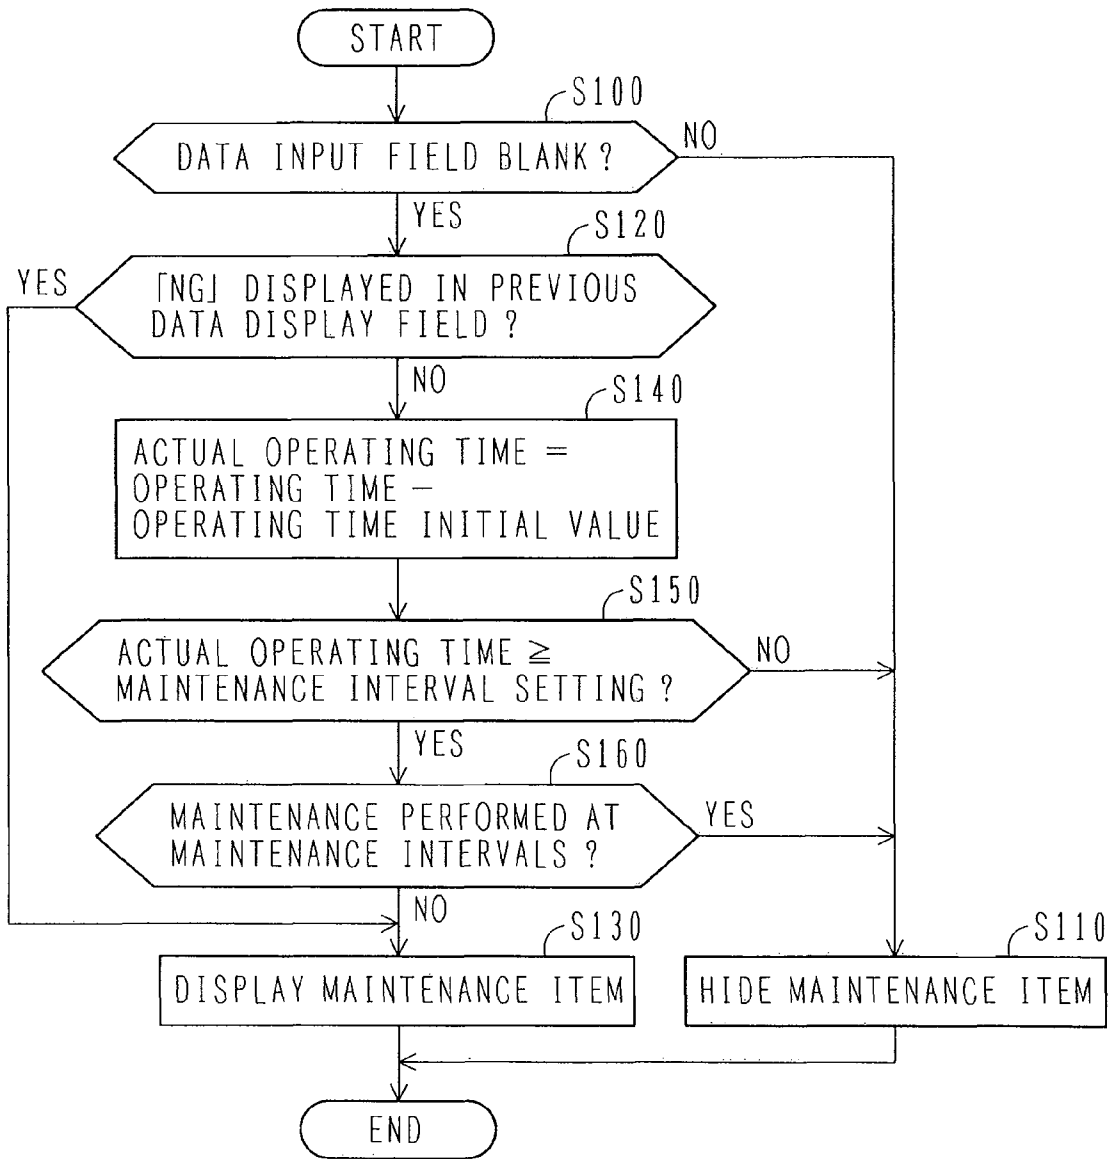 START
S100
DATA INPUT FIELD BLANK?
NO
YES
S120
YES
「NG」 DISPLAYED IN PREVIOUS
DATA DISPLAY FIELD?
NO
S140
ACTUAL OPERATING TIME =
OPERATING TIME −
OPERATING TIME INITIAL VALUE
S150
ACTUAL OPERATING TIME ≧
MAINTENANCE INTERVAL SETTING?
NO
YES
S160
MAINTENANCE PERFORMED AT
MAINTENANCE INTERVALS?
YES
NO
S130
DISPLAY MAINTENANCE ITEM
S110
HIDE MAINTENANCE ITEM
END